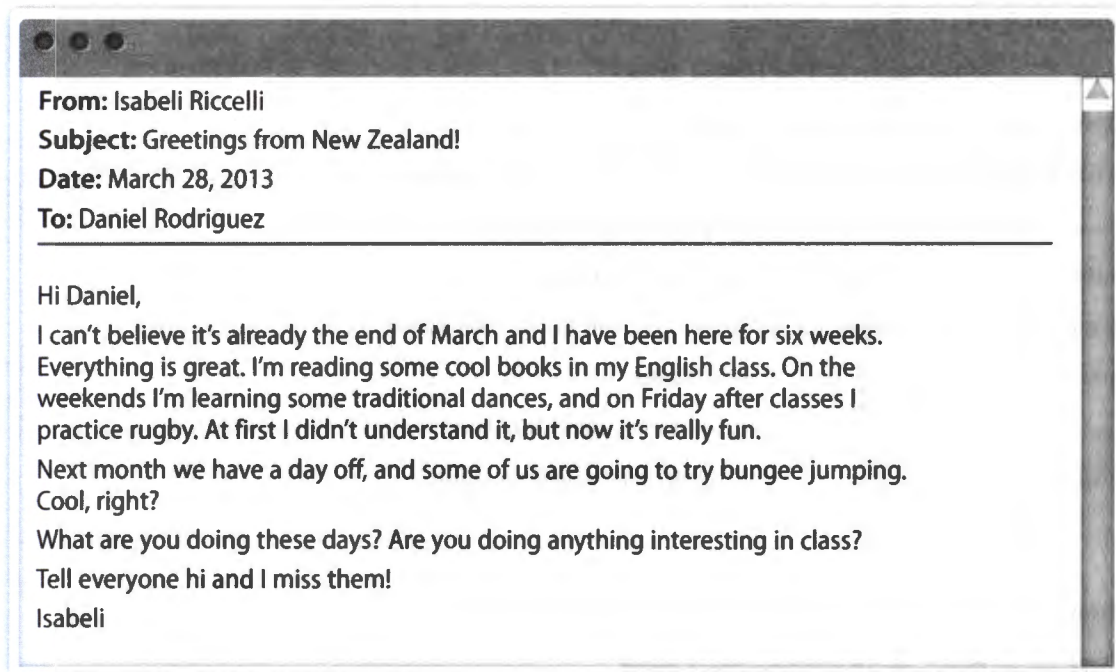 From: Isabeli Riccelli
Subject: Greetings from New Zealand!
Date: March 28, 2013
To: Daniel Rodriguez
Hi Daniel,
I can't believe it's already the end of March and I have been here for six weeks.
Everything is great. I'm reading some cool books in my English class. On the
weekends I'm learning some traditional dances, and on Friday after classes I
practice rugby. At first I didn't understand it, but now it's really fun.
Next month we have a day off, and some of us are going to try bungee jumping.
Cool, right?
What are you doing these days? Are you doing anything interesting in class?
Tell everyone hi and I miss them!
Isabeli